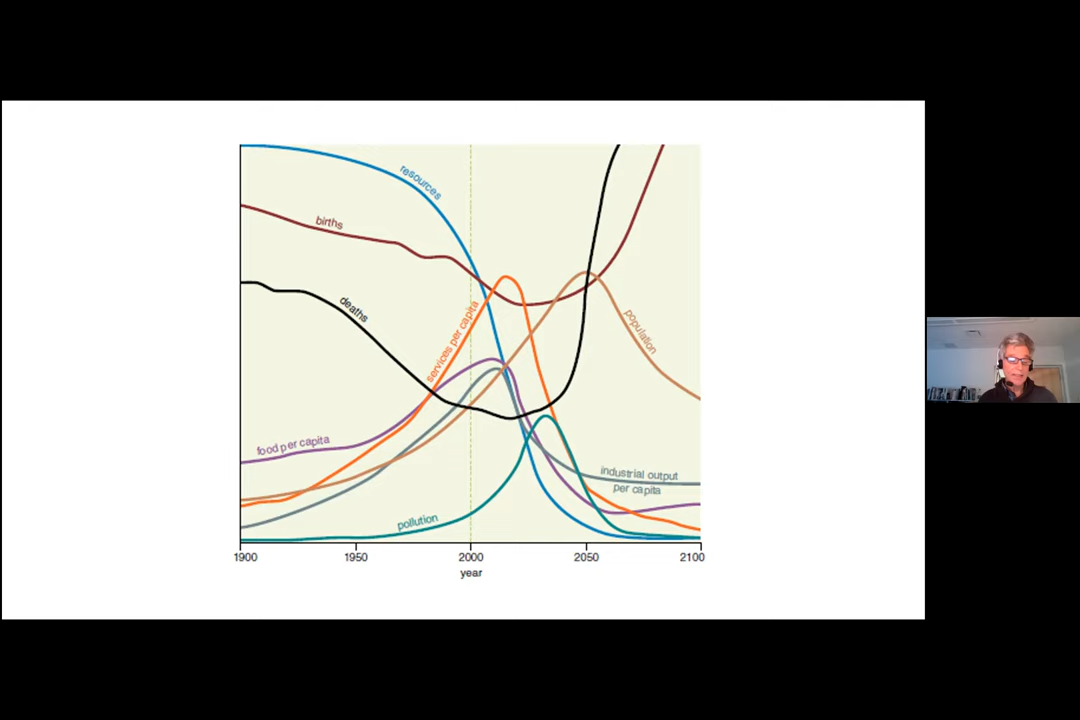 resources
births
deaths
services per capita
population
food per capita
industrial output
per capita
pollution
1900
1950
2000
2050
2100
year